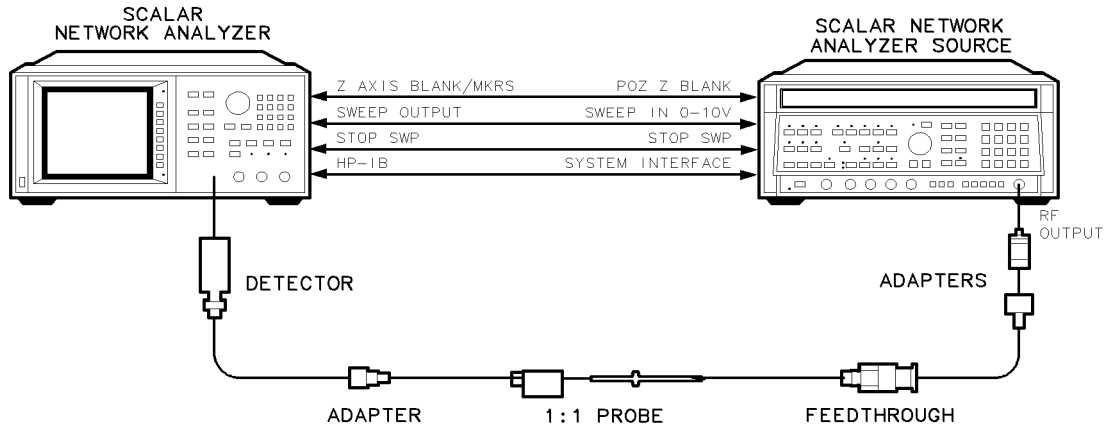 SCALAR
NETWORK ANALYZER
SCALAR NETWORK
ANALYZER SOURCE
Z AXIS BLANK/MKRS
POZ Z BLANK
SWEEP OUTPUT
SWEEP IN 0-10V
STOP SWP
STOP SWP
HP-IB
SYSTEM INTERFACE
RF
OUTPUT
DETECTOR
ADAPTERS
ADAPTER
1:1 PROBE
FEEDTHROUGH